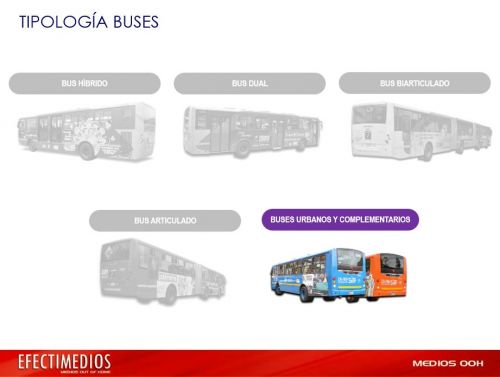 TIPOLOGÍA BUSES
BUS HÍBRIDO
BUS DUAL
BUS BIARTICULADO
BUS ARTICULADO
BUSES URBANOS Y COMPLEMENTARIOS
EFECTIMEDIOS
MEDIOS OUT OF HOME
MEDIOS OOH